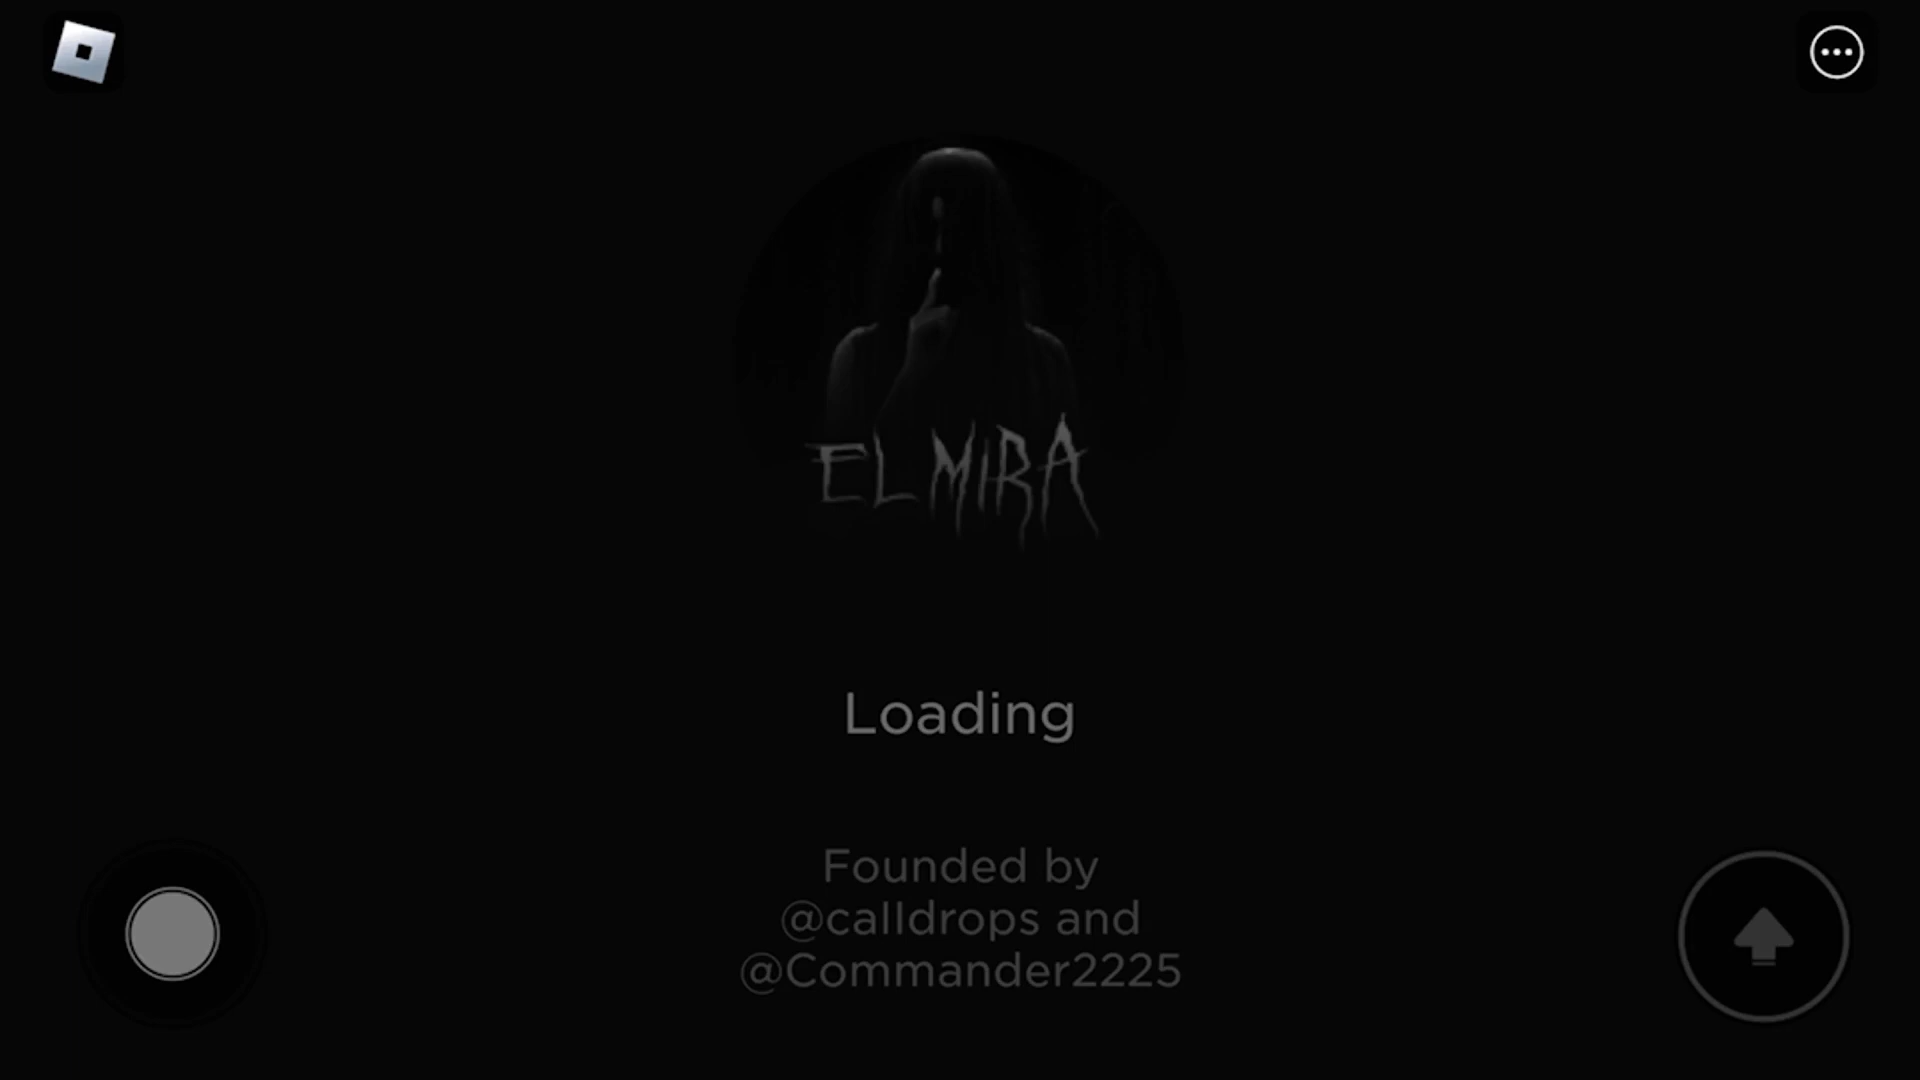 ELMIRA
Loading
Founded by
@calldrops and
@Commander2225